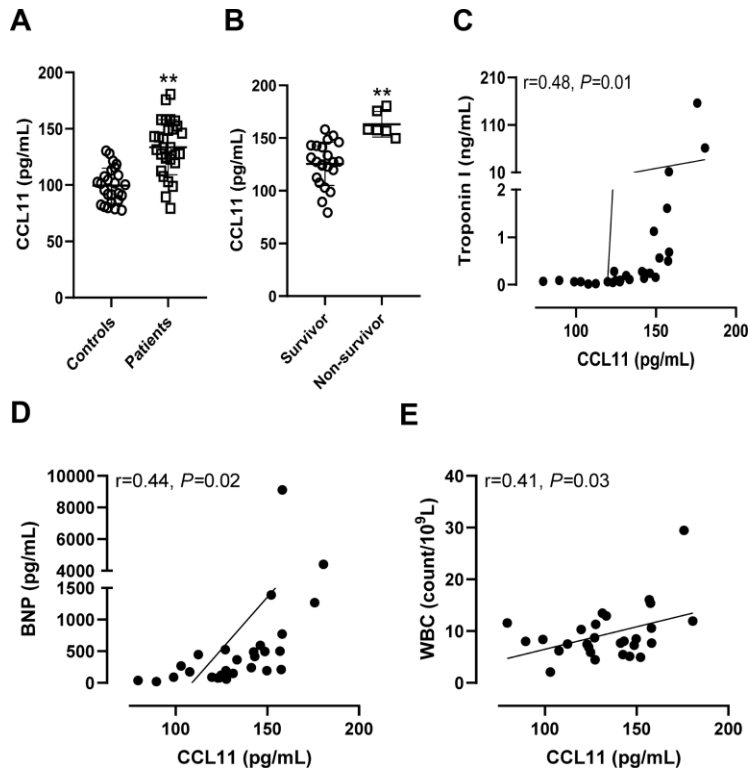 A
CCL11 (pg/mL)
200
150
100
50
0
**
Controls
Patients
B
CCL11 (pg/mL)
200
150
100
50
0
**
Survivor
Non-survivor
C
r=0.48, P=0.01
Troponin I (ng/mL)
210
110
10
2
1
0
100
150
200
CCL11 (pg/mL)
D
r=0.44, P=0.02
BNP (pg/mL)
10000
8000
6000
4000
1500
1000
500
0
100
150
200
CCL11 (pg/mL)
E
r=0.41, P=0.03
WBC (count/10⁹L)
40
30
20
10
0
100
150
200
CCL11 (pg/mL)